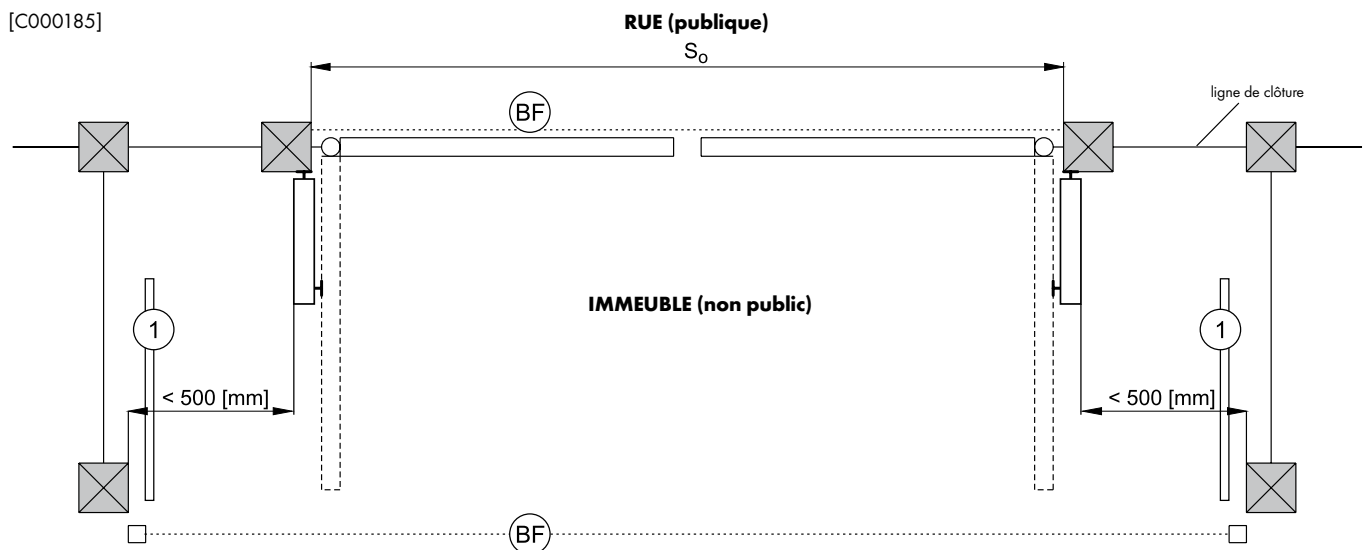 [C000185]
RUE (publique)
So
BF
ligne de clôture
IMMEUBLE (non public)
1
1
< 500 [mm]
< 500 [mm]
BF